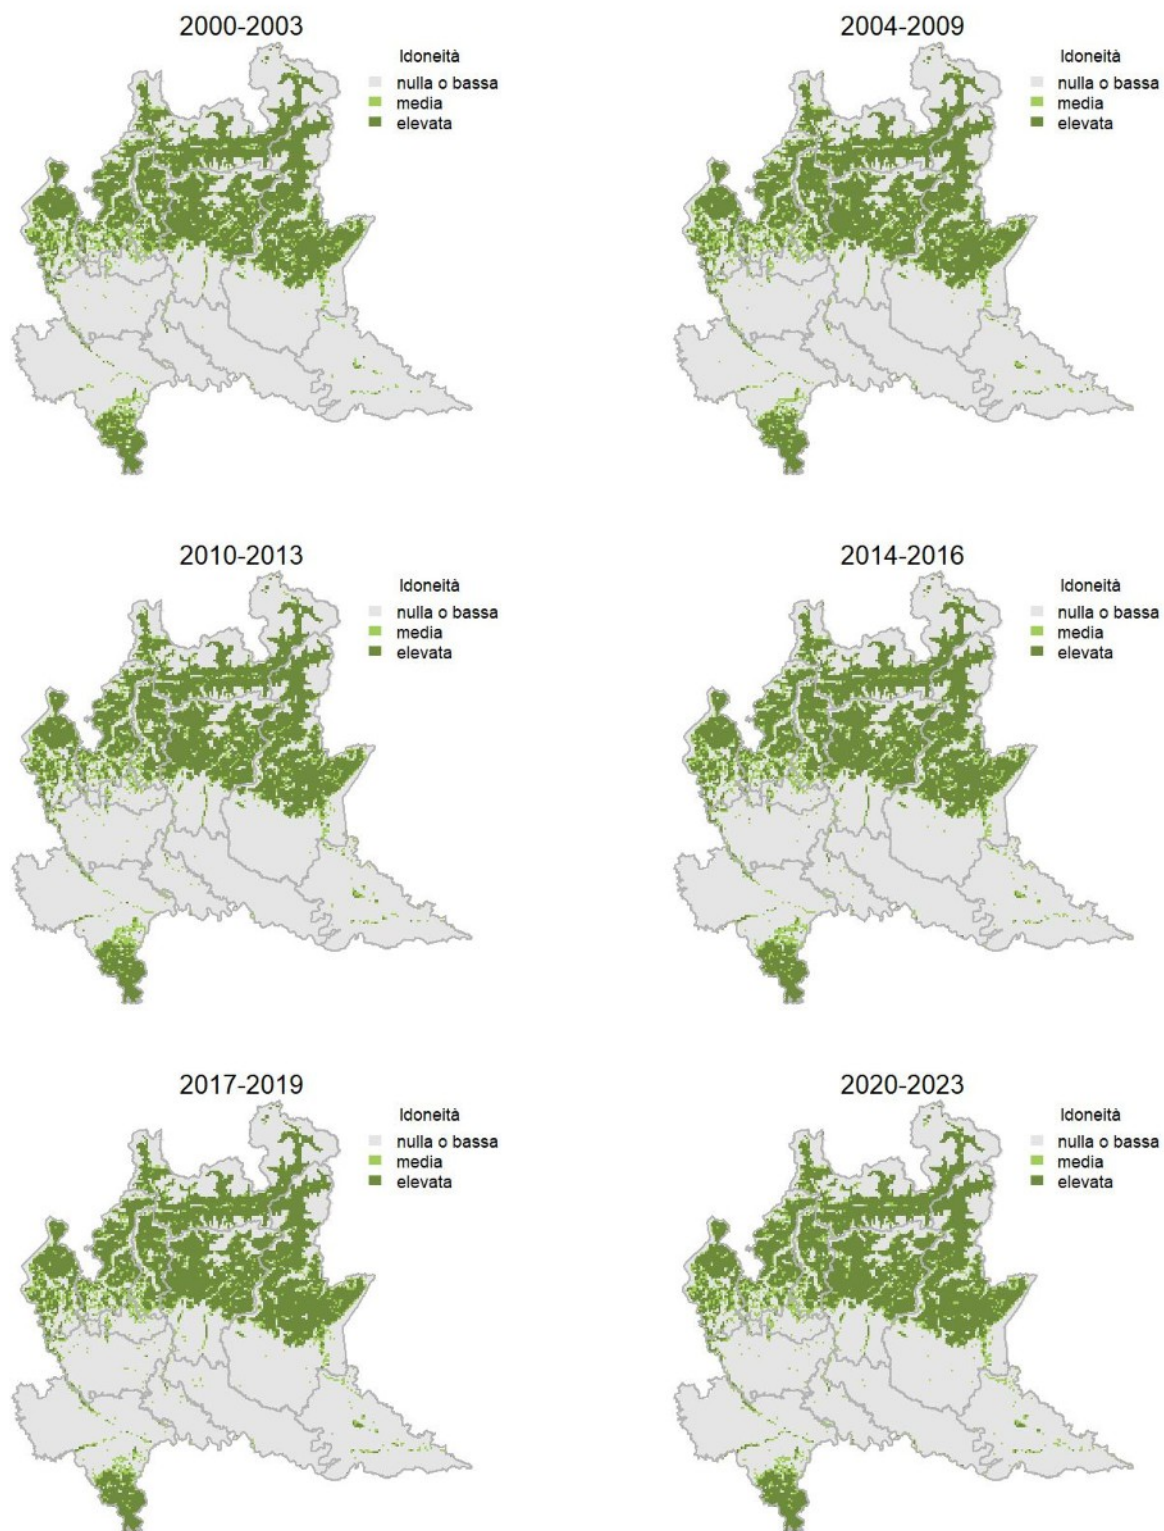 2000-2003
Idoneità
nulla o bassa
media
elevata
2004-2009
Idoneità
nulla o bassa
media
elevata
2010-2013
Idoneità
nulla o bassa
media
elevata
2014-2016
Idoneità
nulla o bassa
media
elevata
2017-2019
Idoneità
nulla o bassa
media
elevata
2020-2023
Idoneità
nulla o bassa
media
elevata